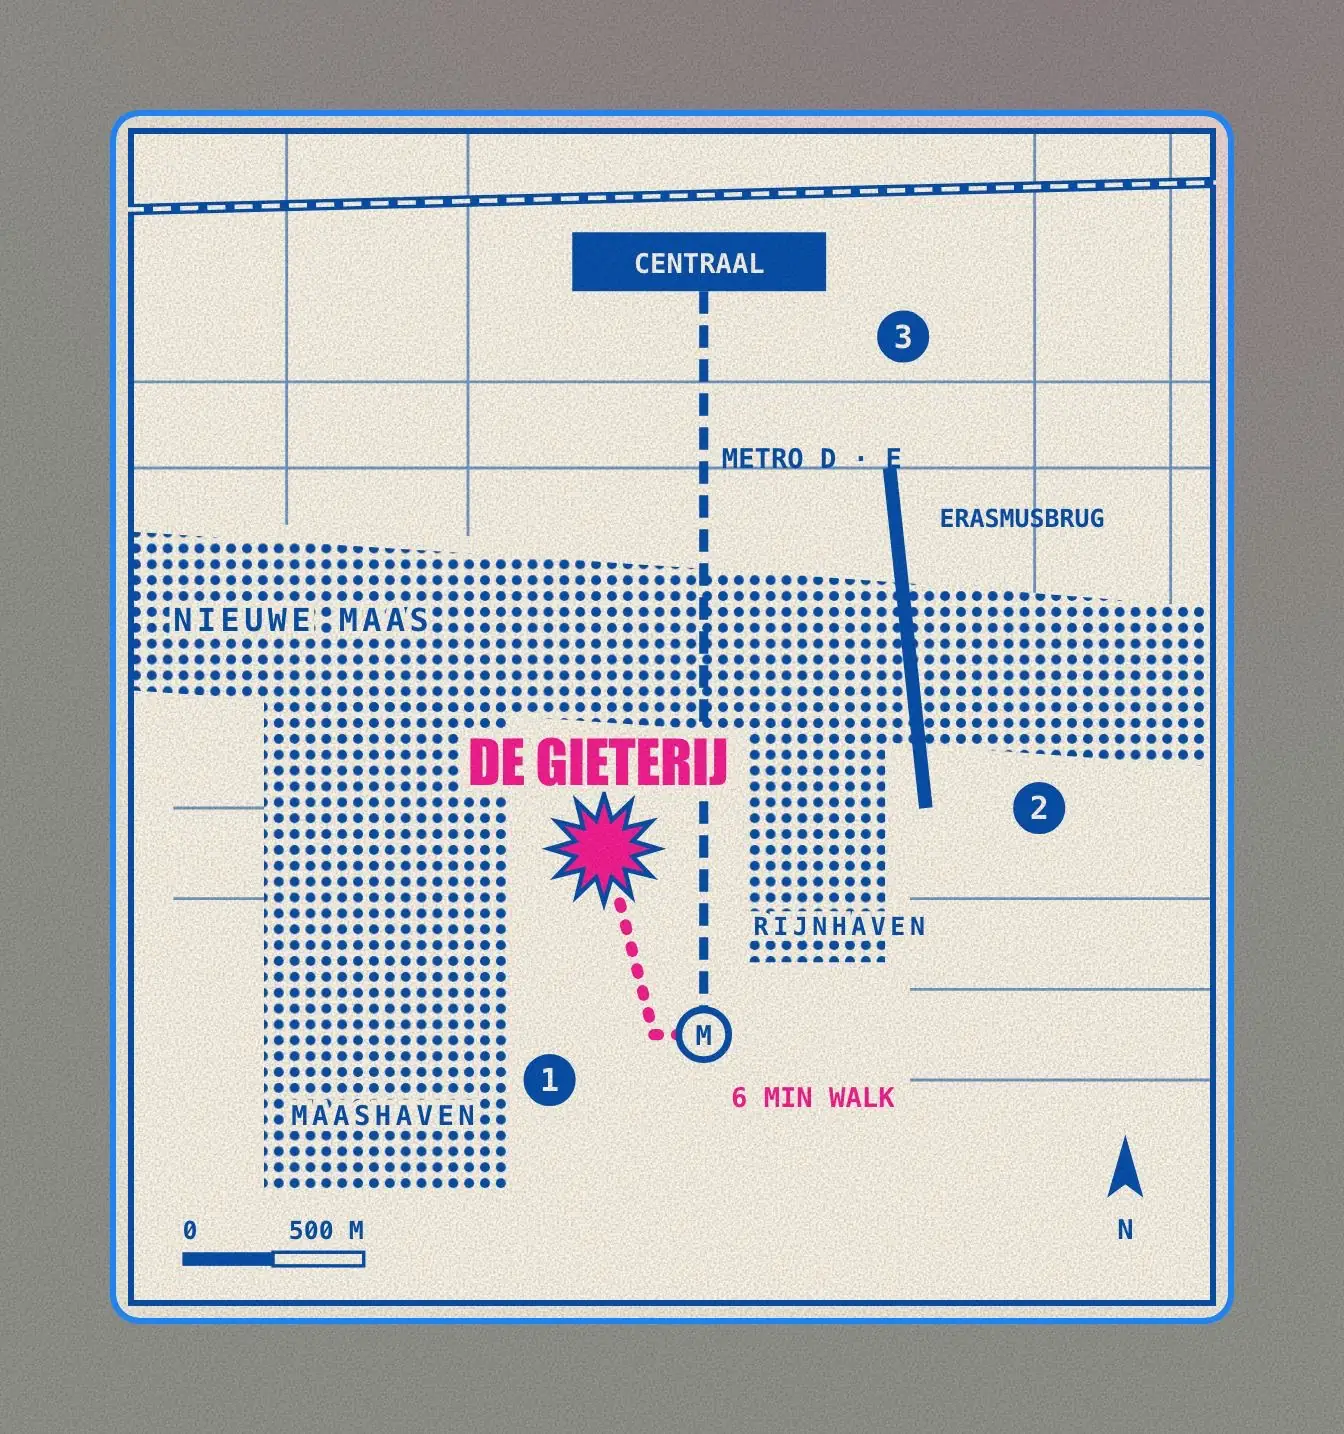 CENTRAAL
3
METRO D · E
ERASMUSBRUG
NIEUWE MAAS
DE GIETERIJ
2
RIJNHAVEN
M
1
6 MIN WALK
MAASHAVEN
0 500 M
N